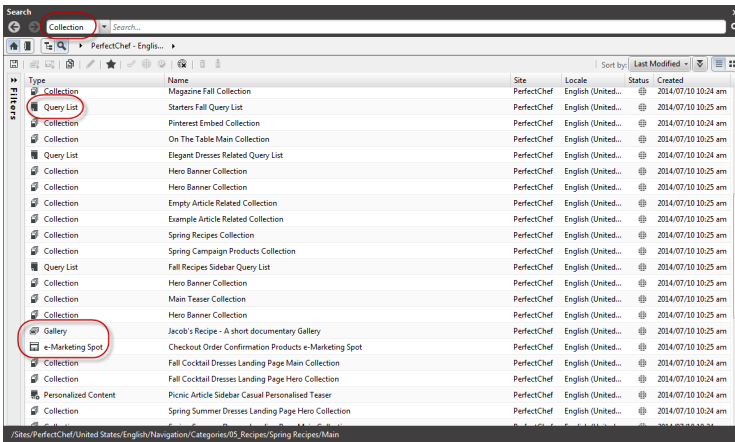 Search
Collection Search...
PerfectChef - Englis...
Sort by: Last Modified
Type Name Site Locale Status Created
Filters
Collection Magazine Fall Collection PerfectChef English (United... 2014/07/10 10:24 am
Query List Starters Fall Query List PerfectChef English (United... 2014/07/10 10:25 am
Collection Pinterest Embed Collection PerfectChef English (United... 2014/07/10 10:24 am
Collection On The Table Main Collection PerfectChef English (United... 2014/07/10 10:25 am
Query List Elegant Dresses Related Query List PerfectChef English (United... 2014/07/10 10:24 am
Collection Hero Banner Collection PerfectChef English (United... 2014/07/10 10:25 am
Collection Hero Banner Collection PerfectChef English (United... 2014/07/10 10:25 am
Collection Empty Article Related Collection PerfectChef English (United... 2014/07/10 10:25 am
Collection Example Article Related Collection PerfectChef English (United... 2014/07/10 10:25 am
Collection Spring Recipes Collection PerfectChef English (United... 2014/07/10 10:25 am
Collection Spring Campaign Products Collection PerfectChef English (United... 2014/07/10 10:25 am
Query List Fall Recipes Sidebar Query List PerfectChef English (United... 2014/07/10 10:25 am
Collection Hero Banner Collection PerfectChef English (United... 2014/07/10 10:25 am
Collection Main Teaser Collection PerfectChef English (United... 2014/07/10 10:25 am
Collection Hero Banner Collection PerfectChef English (United... 2014/07/10 10:25 am
Gallery Jacob's Recipe - A short documentary Gallery PerfectChef English (United... 2014/07/10 10:25 am
e-Marketing Spot Checkout Order Confirmation Products e-Marketing Spot PerfectChef English (United... 2014/07/10 10:25 am
Collection Fall Cocktail Dresses Landing Page Main Collection PerfectChef English (United... 2014/07/10 10:24 am
Collection Fall Cocktail Dresses Landing Page Hero Collection PerfectChef English (United... 2014/07/10 10:24 am
Personalized Content Picnic Article Sidebar Casual Personalised Teaser PerfectChef English (United... 2014/07/10 10:24 am
Collection Spring Summer Dresses Landing Page Hero Collection PerfectChef English (United... 2014/07/10 10:24 am
/Sites/PerfectChef/United States/English/Navigation/Categories/05_Recipes/Spring Recipes/Main